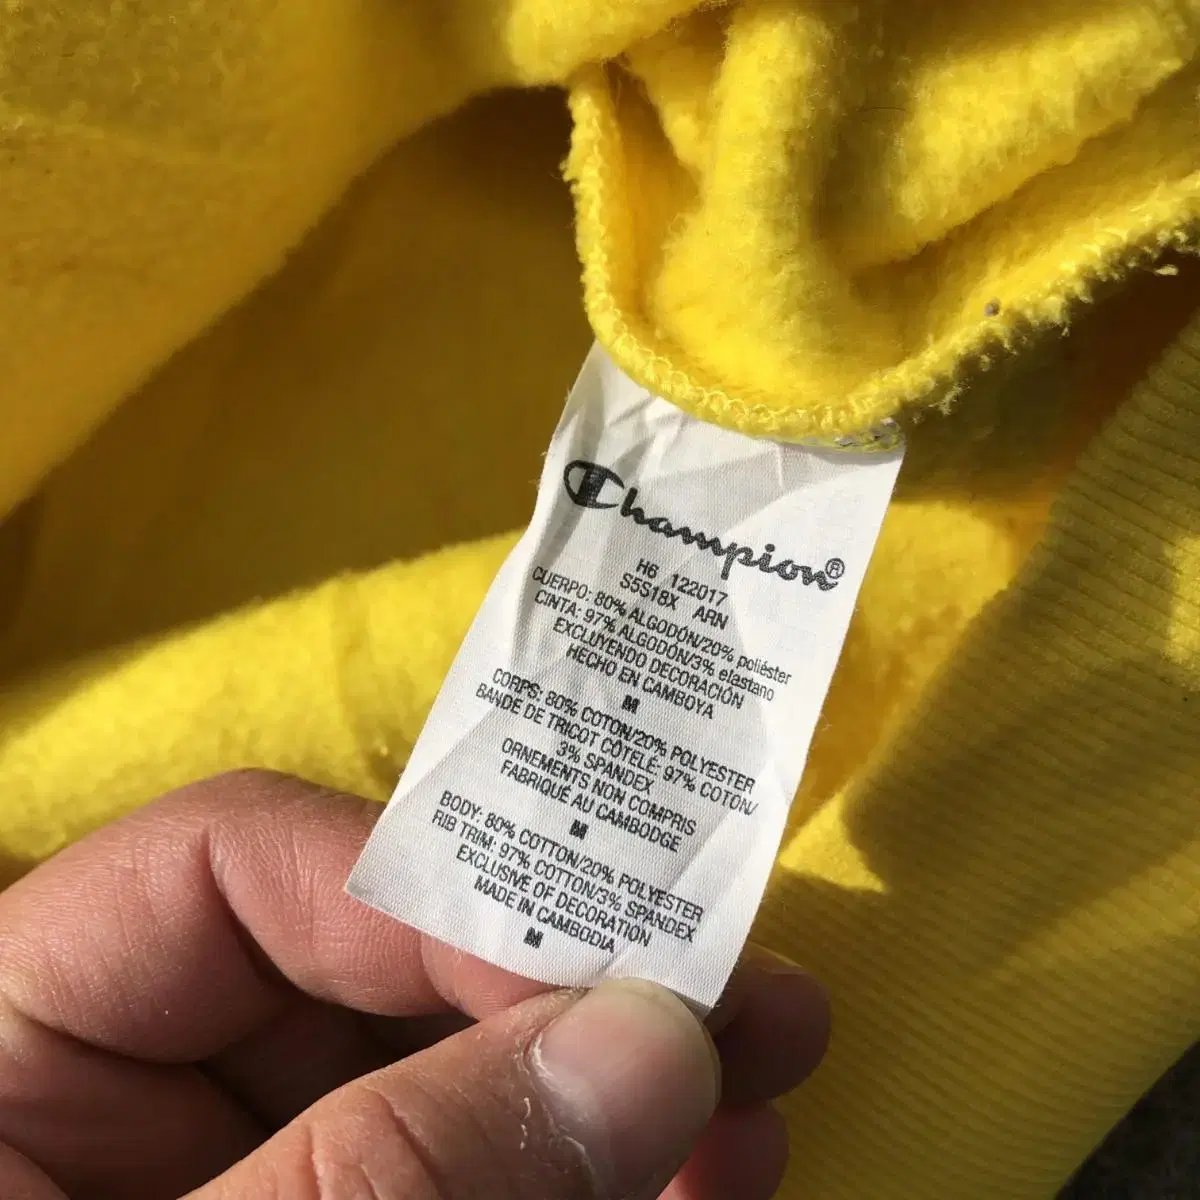 Champion®
H6 122017
S5S18X ARN
CUERPO: 80% ALGODÓN/20% poliéster
CINTA: 97% ALGODÓN/3% elastano
EXCLUYENDO DECORACIÓN
HECHO EN CAMBOYA
M
CORPS: 80% COTON/20% POLYESTER
BANDE DE TRICOT CÔTELÉ: 97% COTON/
3% SPANDEX
ORNEMENTS NON COMPRIS
FABRIQUÉ AU CAMBODGE
M
BODY: 80% COTTON/20% POLYESTER
RIB TRIM: 97% COTTON/3% SPANDEX
EXCLUSIVE OF DECORATION
MADE IN CAMBODIA
M